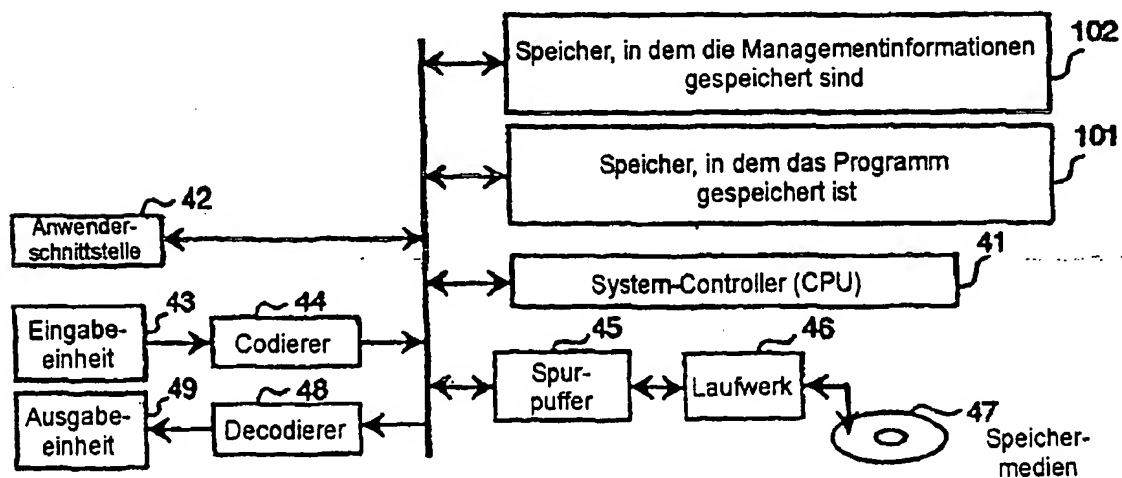 102
Speicher, in dem die Managementinformationen
gespeichert sind
101
Speicher, in dem das Programm
gespeichert ist
42
Anwender-
schnittstelle
41
System-Controller (CPU)
43
Eingabe-
einheit
44
Codierer
45
Spur-
puffer
46
Laufwerk
49
Ausgabe-
einheit
48
Decodierer
47
Speicher-
medien